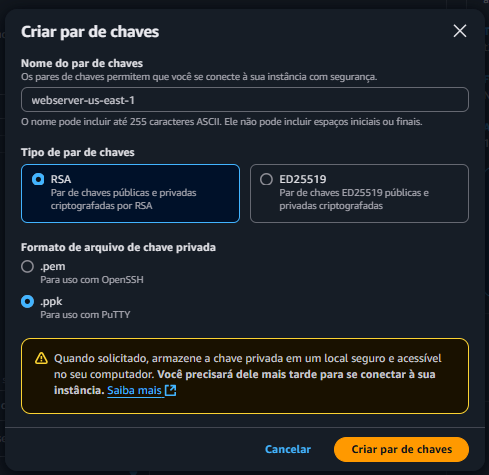 Criar par de chaves
Nome do par de chaves
Os pares de chaves permitem que você se conecte à sua instância com segurança.
webserver-us-east-1
O nome pode incluir até 255 caracteres ASCII. Ele não pode incluir espaços iniciais ou finais.
Tipo de par de chaves
RSA
Par de chaves públicas e privadas
criptografadas por RSA
ED25519
Par de chaves ED25519 públicas e
privadas criptografadas
Formato de arquivo de chave privada
.pem
Para uso com OpenSSH
.ppk
Para uso com PuTTY
Quando solicitado, armazene a chave privada em um local seguro e acessível
no seu computador. Você precisará dele mais tarde para se conectar à sua
instância. Saiba mais
Cancelar
Criar par de chaves